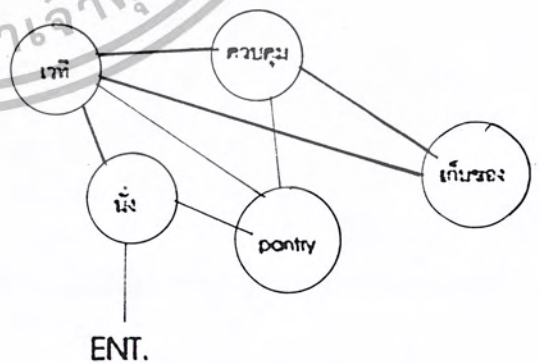 เวที
ควบคุม
เก็บของ
นั่ง
pantry
ENT.